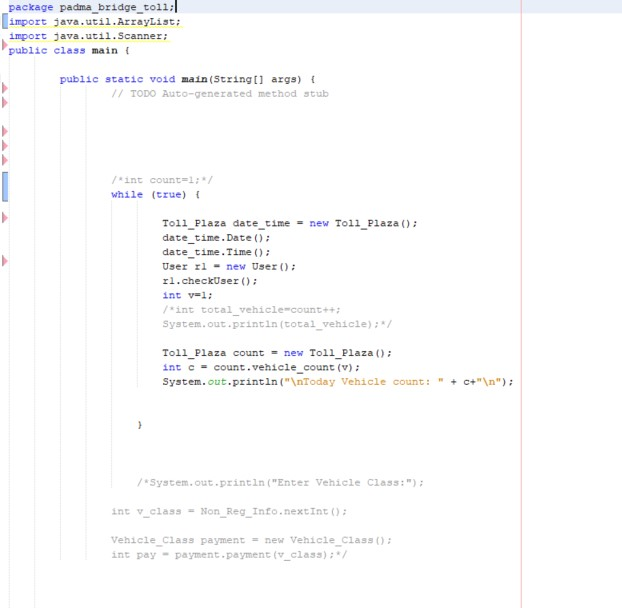 package padma_bridge_toll;
import java.util.ArrayList;
import java.util.Scanner;
public class main {
public static void main(String[] args) {
// TODO Auto-generated method stub
/*int count=1;*/
while (true) {
Toll_Plaza date_time = new Toll_Plaza();
date_time.Date();
date_time.Time();
User r1 = new User();
r1.checkUser();
int v=1;
/*int total_vehicle=count++;
System.out.println(total_vehicle);*/
Toll_Plaza count = new Toll_Plaza();
int c = count.vehicle_count(v);
System.out.println("\nToday Vehicle count: " + c+"\n");
}
/*System.out.println("Enter Vehicle Class:");
int v_class = Non_Reg_Info.nextInt();
Vehicle_Class payment = new Vehicle_Class();
int pay = payment.payment(v_class);*/